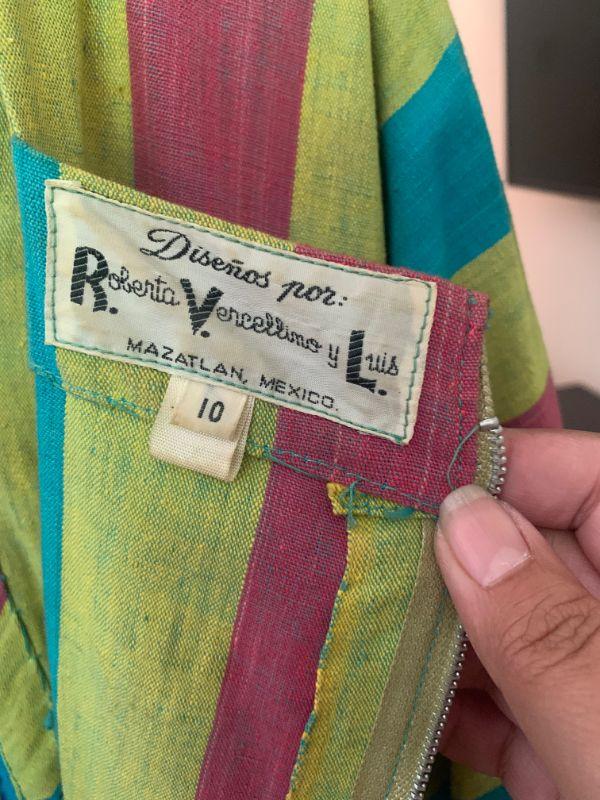 Diseños por:
Roberta Vercellino y Luis
R. V. L.
MAZATLAN, MEXICO.
10